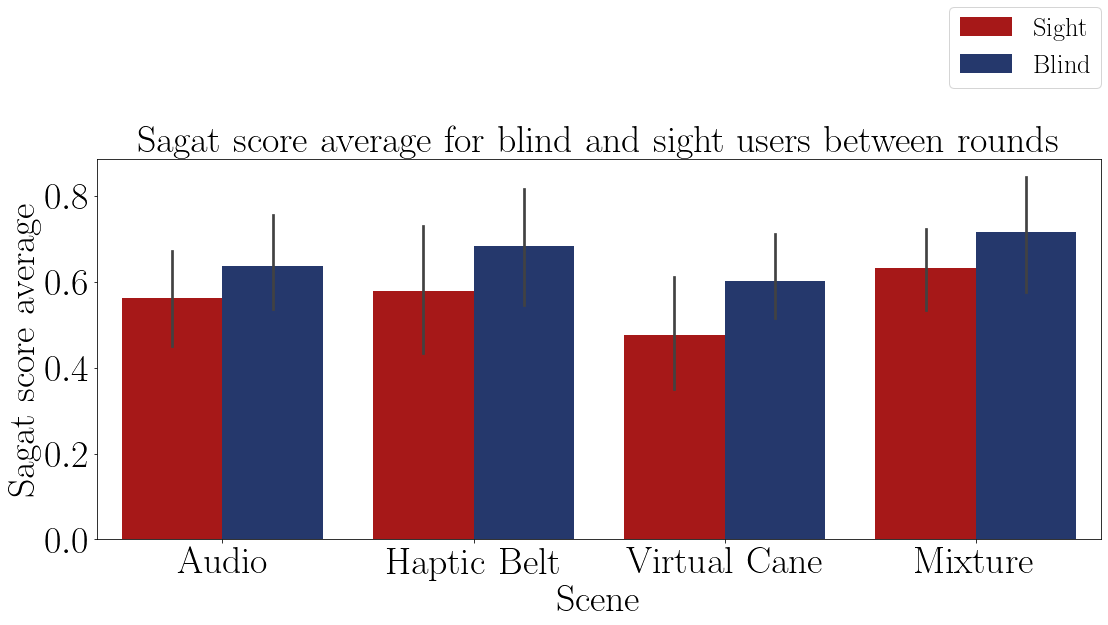 Sight
Blind
Sagat score average for blind and sight users between rounds
Sagat score average
0.8
0.6
0.4
0.2
0.0
Audio
Haptic Belt
Virtual Cane
Mixture
Scene